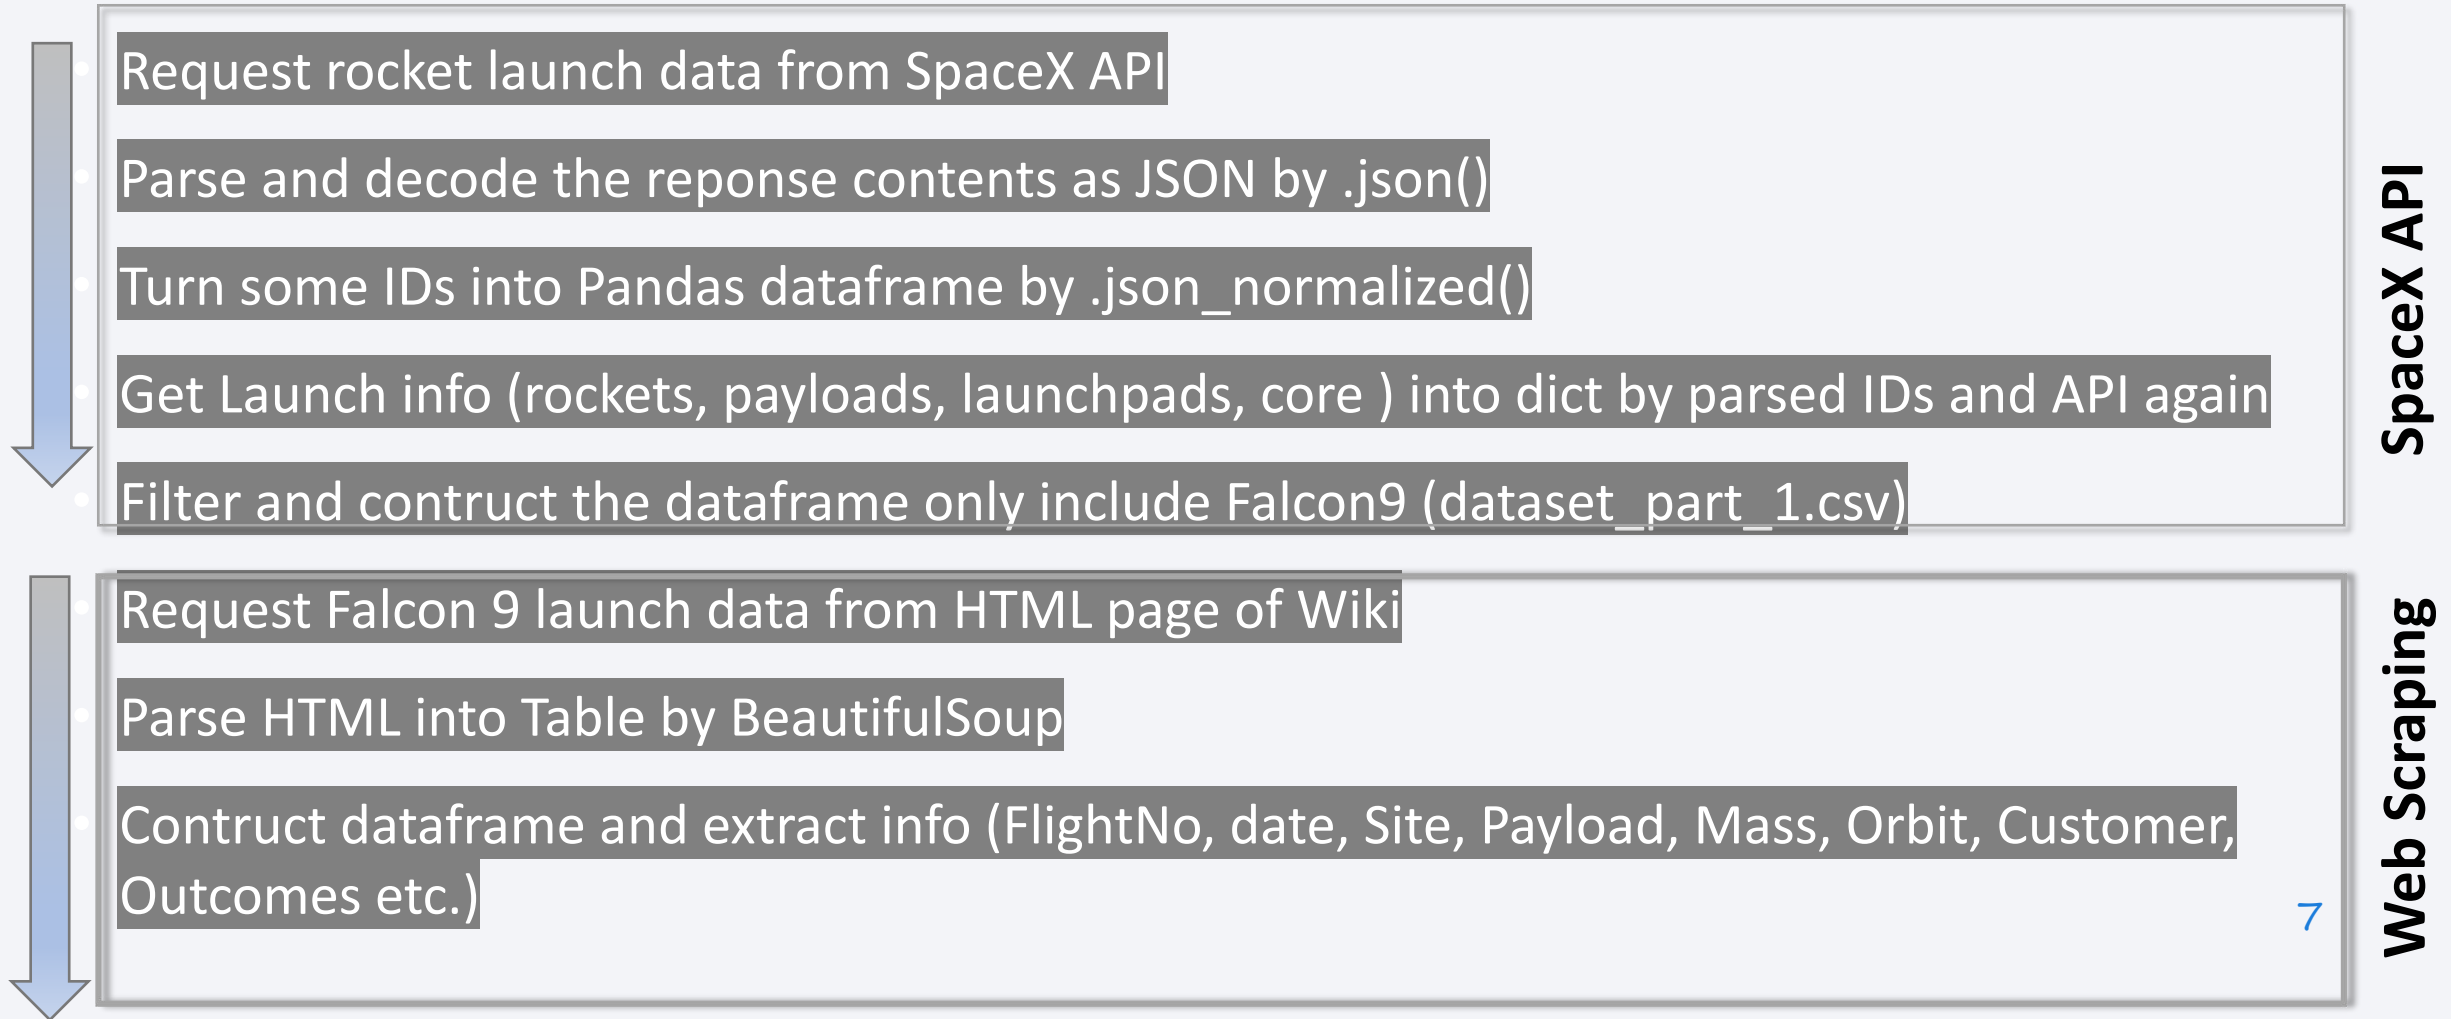 Request rocket launch data from SpaceX API
Parse and decode the reponse contents as JSON by .json()
Turn some IDs into Pandas dataframe by .json_normalized()
Get Launch info (rockets, payloads, launchpads, core ) into dict by parsed IDs and API again
Filter and contruct the dataframe only include Falcon9 (dataset_part_1.csv)
SpaceX API
Request Falcon 9 launch data from HTML page of Wiki
Parse HTML into Table by BeautifulSoup
Contruct dataframe and extract info (FlightNo, date, Site, Payload, Mass, Orbit, Customer,
Outcomes etc.)
7
Web Scraping